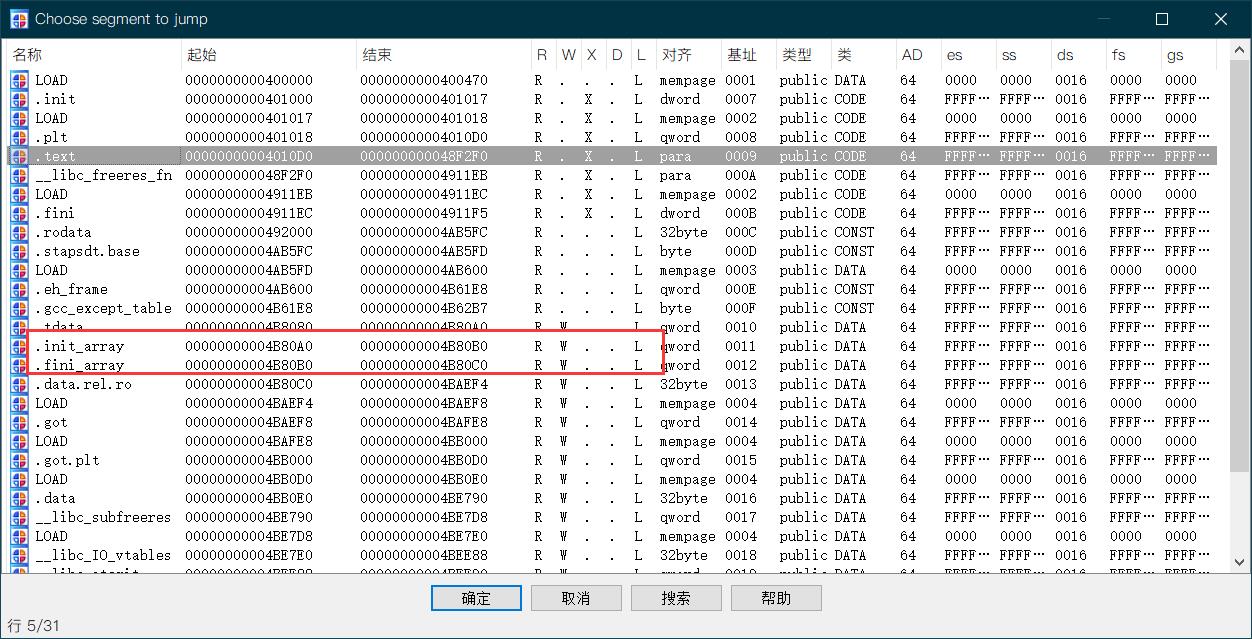 Choose segment to jump
名称 起始 结束 R W X D L 对齐 基址 类型 类 AD es ss ds fs gs
LOAD 0000000000400000 0000000000400470 R . . . L mempage 0001 public DATA 64 0000 0000 0016 0000 0000
.init 0000000000401000 0000000000401017 R . X . L dword 0007 public CODE 64 FFFF… FFFF… 0016 FFFF… FFFF…
LOAD 0000000000401017 0000000000401018 R . X . L mempage 0002 public CODE 64 0000 0000 0016 0000 0000
.plt 0000000000401018 00000000004010D0 R . X . L qword 0008 public CODE 64 FFFF… FFFF… 0016 FFFF… FFFF…
.text 00000000004010D0 000000000048F2F0 R . X . L para 0009 public CODE 64 FFFF… FFFF… 0016 FFFF… FFFF…
__libc_freeres_fn 000000000048F2F0 00000000004911EB R . X . L para 000A public CODE 64 FFFF… FFFF… 0016 FFFF… FFFF…
LOAD 00000000004911EB 00000000004911EC R . X . L mempage 0002 public CODE 64 0000 0000 0016 0000 0000
.fini 00000000004911EC 00000000004911F5 R . X . L dword 000B public CODE 64 FFFF… FFFF… 0016 FFFF… FFFF…
.rodata 0000000000492000 00000000004AB5FC R . . . L 32byte 000C public CONST 64 FFFF… FFFF… 0016 FFFF… FFFF…
.stapsdt.base 00000000004AB5FC 00000000004AB5FD R . . . L byte 000D public CONST 64 FFFF… FFFF… 0016 FFFF… FFFF…
LOAD 00000000004AB5FD 00000000004AB600 R . . . L mempage 0003 public DATA 64 0000 0000 0016 0000 0000
.eh_frame 00000000004AB600 00000000004B61E8 R . . . L qword 000E public CONST 64 FFFF… FFFF… 0016 FFFF… FFFF…
.gcc_except_table 00000000004B61E8 00000000004B62B7 R . . . L byte 000F public CONST 64 FFFF… FFFF… 0016 FFFF… FFFF…
.tdata 00000000004B8080 00000000004B80A0 R W . . L qword 0010 public DATA 64 FFFF… FFFF… 0016 FFFF… FFFF…
.init_array 00000000004B80A0 00000000004B80B0 R W . . L qword 0011 public DATA 64 FFFF… FFFF… 0016 FFFF… FFFF…
.fini_array 00000000004B80B0 00000000004B80C0 R W . . L qword 0012 public DATA 64 FFFF… FFFF… 0016 FFFF… FFFF…
.data.rel.ro 00000000004B80C0 00000000004BAEF4 R W . . L 32byte 0013 public DATA 64 FFFF… FFFF… 0016 FFFF… FFFF…
LOAD 00000000004BAEF4 00000000004BAEF8 R W . . L mempage 0004 public DATA 64 0000 0000 0016 0000 0000
.got 00000000004BAEF8 00000000004BAFE8 R W . . L qword 0014 public DATA 64 FFFF… FFFF… 0016 FFFF… FFFF…
LOAD 00000000004BAFE8 00000000004BB000 R W . . L mempage 0004 public DATA 64 0000 0000 0016 0000 0000
.got.plt 00000000004BB000 00000000004BB0D0 R W . . L qword 0015 public DATA 64 FFFF… FFFF… 0016 FFFF… FFFF…
LOAD 00000000004BB0D0 00000000004BB0E0 R W . . L mempage 0004 public DATA 64 0000 0000 0016 0000 0000
.data 00000000004BB0E0 00000000004BE790 R W . . L 32byte 0016 public DATA 64 FFFF… FFFF… 0016 FFFF… FFFF…
__libc_subfreeres 00000000004BE790 00000000004BE7D8 R W . . L qword 0017 public DATA 64 FFFF… FFFF… 0016 FFFF… FFFF…
LOAD 00000000004BE7D8 00000000004BE7E0 R W . . L mempage 0004 public DATA 64 0000 0000 0016 0000 0000
__libc_IO_vtables 00000000004BE7E0 00000000004BEE88 R W . . L 32byte 0018 public DATA 64 FFFF… FFFF… 0016 FFFF… FFFF…
确定 取消 搜索 帮助
行 5/31